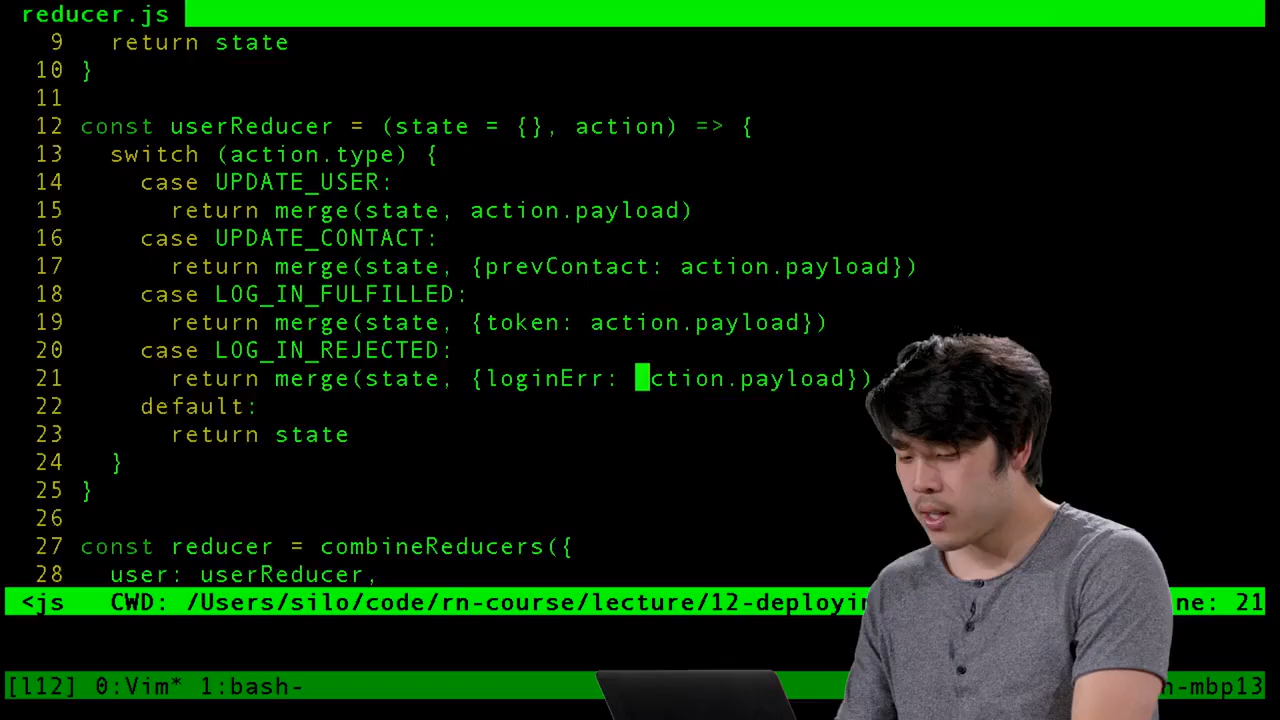 reducer.js
9 return state
10 }
11
12 const userReducer = (state = {}, action) => {
13 switch (action.type) {
14 case UPDATE_USER:
15 return merge(state, action.payload)
16 case UPDATE_CONTACT:
17 return merge(state, {prevContact: action.payload})
18 case LOG_IN_FULFILLED:
19 return merge(state, {token: action.payload})
20 case LOG_IN_REJECTED:
21 return merge(state, {loginErr: action.payload})
22 default:
23 return state
24 }
25 }
26
27 const reducer = combineReducers({
28 user: userReducer,
<js CWD: /Users/silo/code/rn-course/lecture/12-deployin ne: 21
[l12] 0:Vim* 1:bash- -mbp13